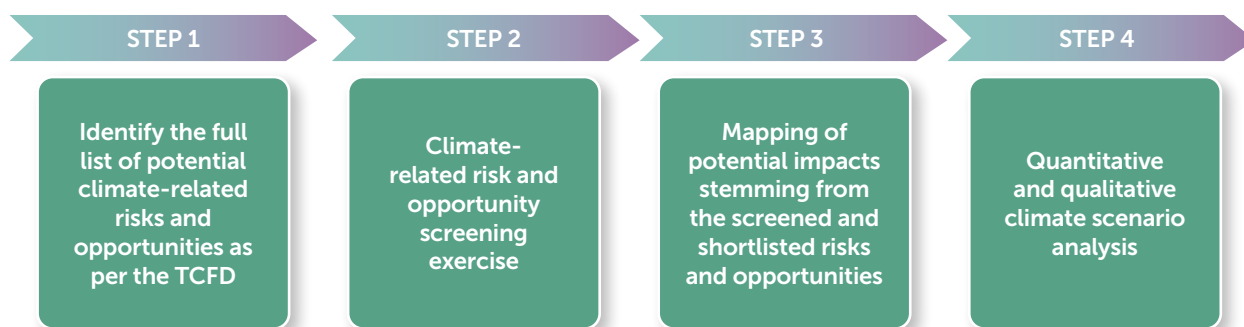 STEP 1
Identify the full
list of potential
climate-related
risks and
opportunities as
per the TCFD
STEP 2
Climate-
related risk and
opportunity
screening
exercise
STEP 3
Mapping of
potential impacts
stemming from
the screened and
shortlisted risks
and opportunities
STEP 4
Quantitative
and qualitative
climate scenario
analysis